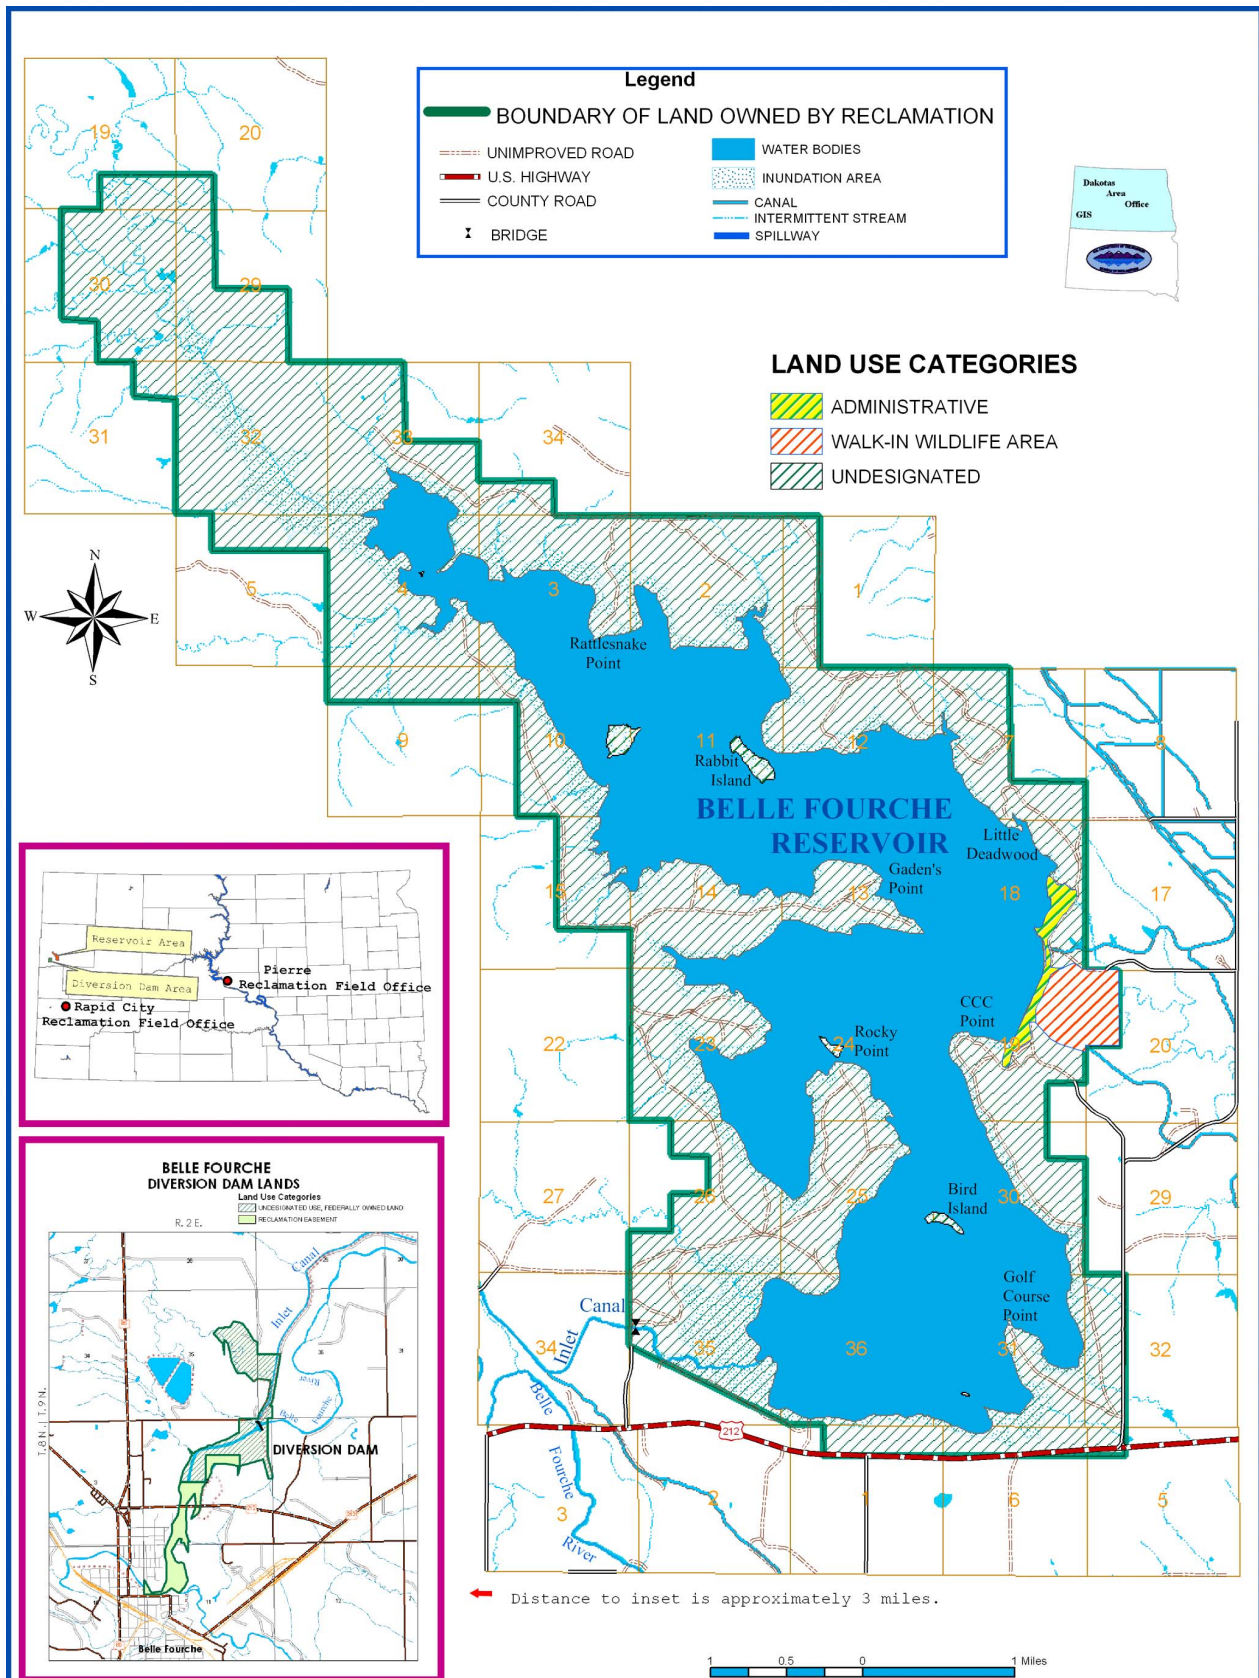 Legend
BOUNDARY OF LAND OWNED BY RECLAMATION
UNIMPROVED ROAD
U.S. HIGHWAY
COUNTY ROAD
BRIDGE
WATER BODIES
INUNDATION AREA
CANAL
INTERMITTENT STREAM
SPILLWAY
Dakotas
Area
Office
GIS
LAND USE CATEGORIES
ADMINISTRATIVE
WALK-IN WILDLIFE AREA
UNDESIGNATED
19
20
30
29
31
32
33
34
N
W
E
S
5
4
3
2
1
Rattlesnake
Point
9
10
11
12
7
8
Rabbit
Island
BELLE FOURCHE
RESERVOIR
Little
Deadwood
Gaden's
Point
15
14
13
18
17
CCC
Point
Rocky
Point
22
23
24
19
20
Bird
Island
27
26
25
30
29
Golf
Course
Point
Inlet
Canal
34
35
36
31
32
Belle
Fourche
River
212
3
2
1
6
5
Distance to inset is approximately 3 miles.
1
0.5
0
1 Miles
Reservoir Area
Diversion Dam Area
Pierre
Reclamation Field Office
Rapid City
Reclamation Field Office
BELLE FOURCHE
DIVERSION DAM LANDS
Land Use Categories
UNDESIGNATED USE, FEDERALLY OWNED LAND
RECLAMATION EASEMENT
R. 2 E.
T.8 N | T.9 N.
Inlet
Canal
Belle
Fourche
River
DIVERSION DAM
Belle Fourche